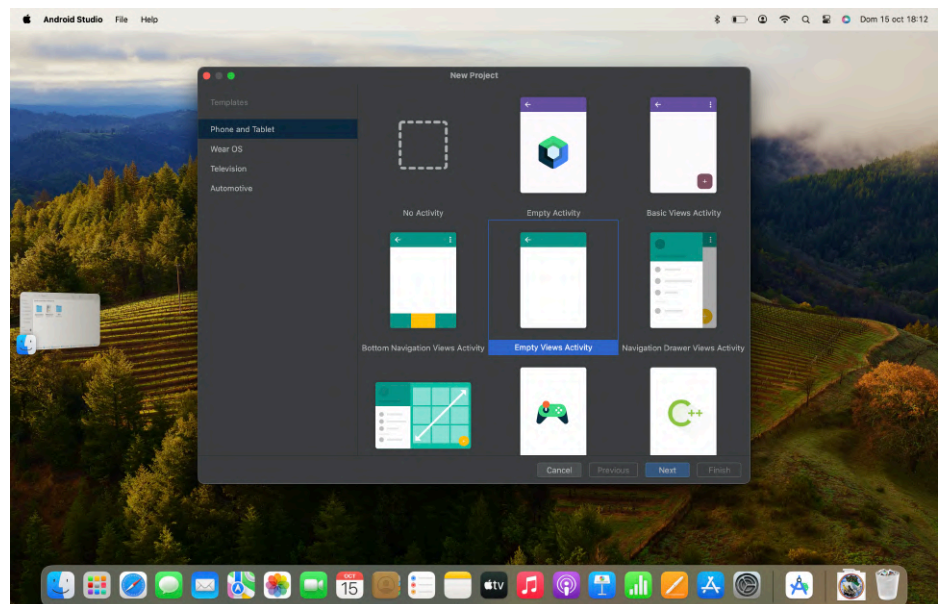 Android Studio File Help
Dom 15 oct 18:12
New Project
Templates
Phone and Tablet
Wear OS
Television
Automotive
No Activity
Empty Activity
Basic Views Activity
Bottom Navigation Views Activity
Empty Views Activity
Navigation Drawer Views Activity
C++
Cancel Previous Next Finish
OCT
15
tv